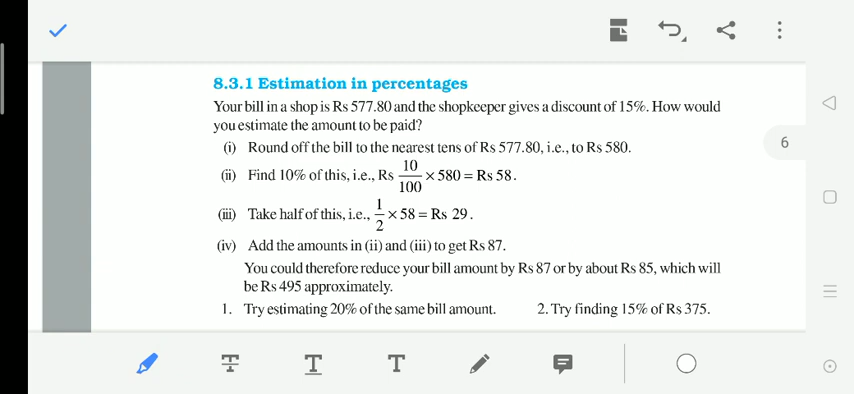 8.3.1 Estimation in percentages
Your bill in a shop is Rs 577.80 and the shopkeeper gives a discount of 15%. How would
you estimate the amount to be paid?
6
(i) Round off the bill to the nearest tens of Rs 577.80, i.e., to Rs 580.
(ii) Find 10% of this, i.e., Rs 10/100 × 580 = Rs 58.
(iii) Take half of this, i.e., 1/2 × 58 = Rs 29.
(iv) Add the amounts in (ii) and (iii) to get Rs 87.
You could therefore reduce your bill amount by Rs 87 or by about Rs 85, which will
be Rs 495 approximately.
1. Try estimating 20% of the same bill amount. 2. Try finding 15% of Rs 375.
T T T